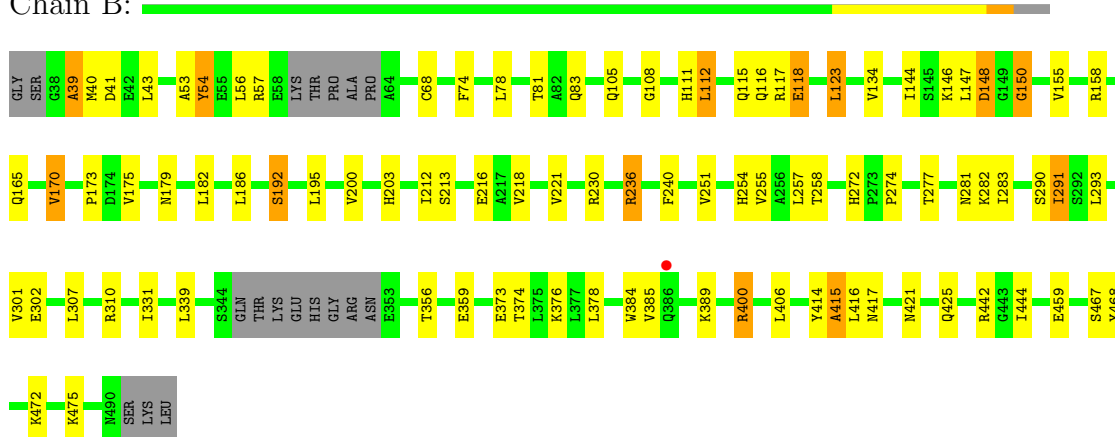 Chain B:
GLY SER G38 A39 M40 D41 E42 L43 A53 Y54 E55 L56 R57 E58 LYS THR PRO ALA PRO A64 C68 F74 L78 T81 A82 Q83 Q105 G108 H111 L112 Q115 Q116 R117 E118 L123 V134 I144 S145 K146 L147 D148 G149 G150 V155 R158
Q165 V170 P173 D174 V175 N179 L182 L186 S192 L195 V200 H203 I212 S213 E216 A217 V218 V221 R230 R236 F240 V251 H254 V255 A256 L257 T258 H272 P273 P274 T277 N281 K282 I283 S290 I291 S292 L293
V301 E302 L307 R310 I331 L339 S344 GLN THR LYS GLU HIS GLY ARG ASN E353 T356 E359 E373 T374 L375 K376 L377 L378 W384 V385 Q386 K389 R400 L406 Y414 A415 L416 N417 N421 Q425 R442 G443 I444 E459 S467 Y468
K472 K475 N490 SER LYS LEU